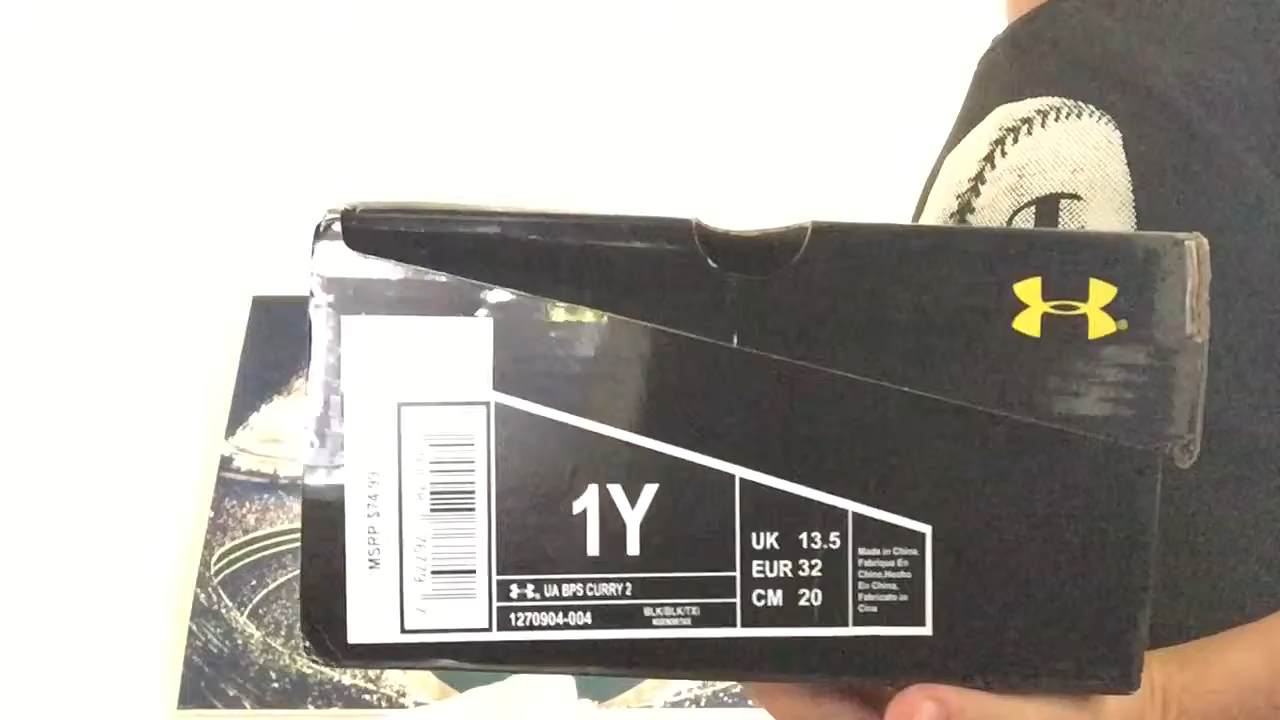 MSRP $74.99
1Y
UA BPS CURRY 2
1270904-004
BLK/BLK/TXI
UK 13.5
EUR 32
CM 20
Made in China,
Fabrique En
Chine,Hecho
En China,
Fabricato in
Cina